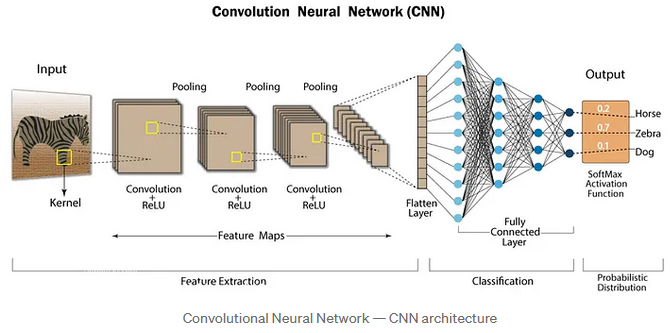 Convolution Neural Network (CNN)
Input
Pooling
Pooling
Pooling
Output
Kernel
Convolution
+
ReLU
Convolution
+
ReLU
Convolution
+
ReLU
Flatten
Layer
0.2
0.7
0.1
Horse
Zebra
Dog
SoftMax
Activation
Function
Feature Maps
Fully
Connected
Layer
Feature Extraction
Classification
Probabilistic
Distribution
Convolutional Neural Network — CNN architecture